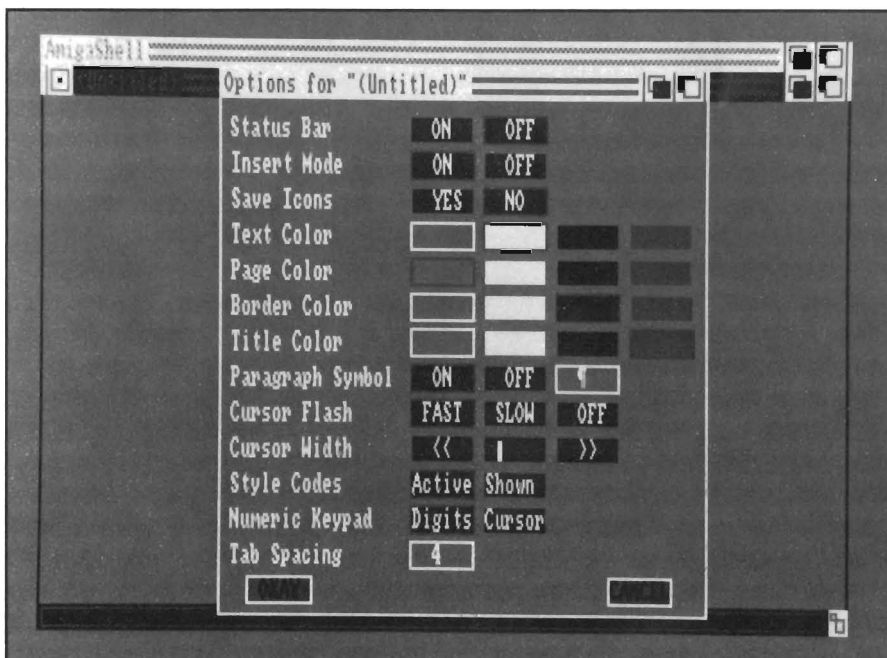 AmigaShell
Options for "(Untitled)"
Status Bar ON OFF
Insert Mode ON OFF
Save Icons YES NO
Text Color
Page Color
Border Color
Title Color
Paragraph Symbol ON OFF ¶
Cursor Flash FAST SLOW OFF
Cursor Width << >>
Style Codes Active Shown
Numeric Keypad Digits Cursor
Tab Spacing 4
OKAY CANCEL